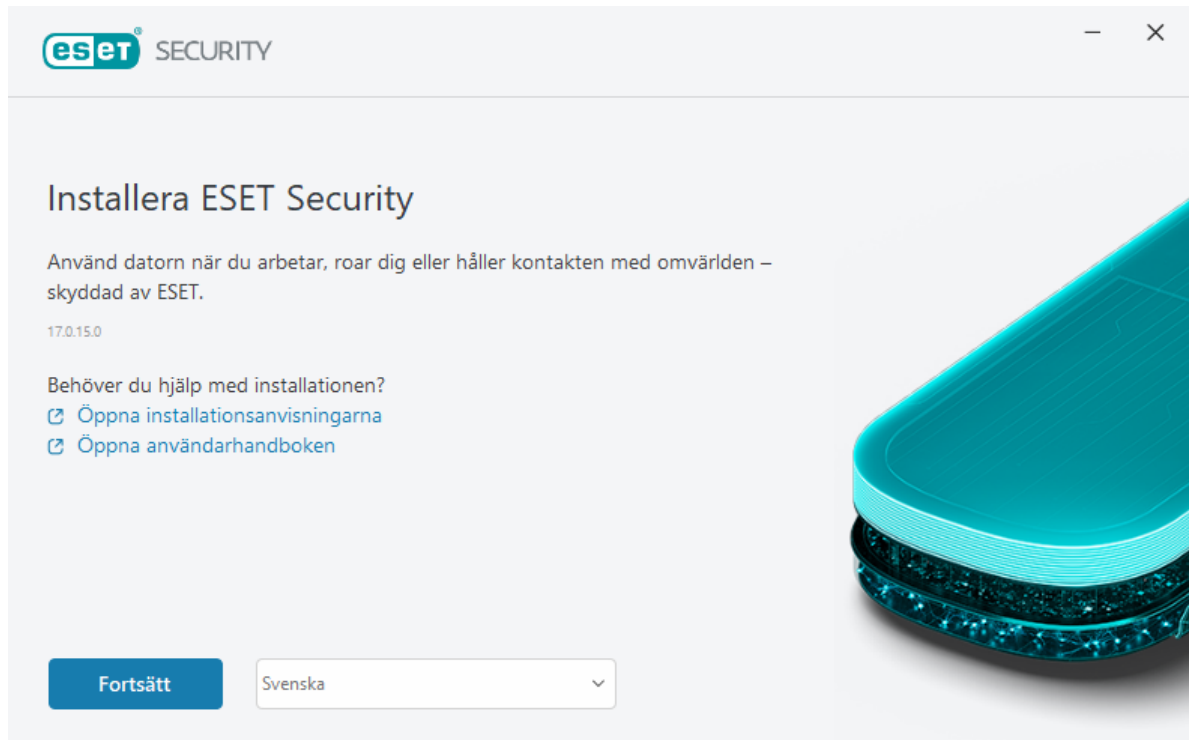 eset® SECURITY
Installera ESET Security
Använd datorn när du arbetar, roar dig eller håller kontakten med omvärlden –
skyddad av ESET.
17.0.15.0
Behöver du hjälp med installationen?
Öppna installationsanvisningarna
Öppna användarhandboken
Fortsätt
Svenska